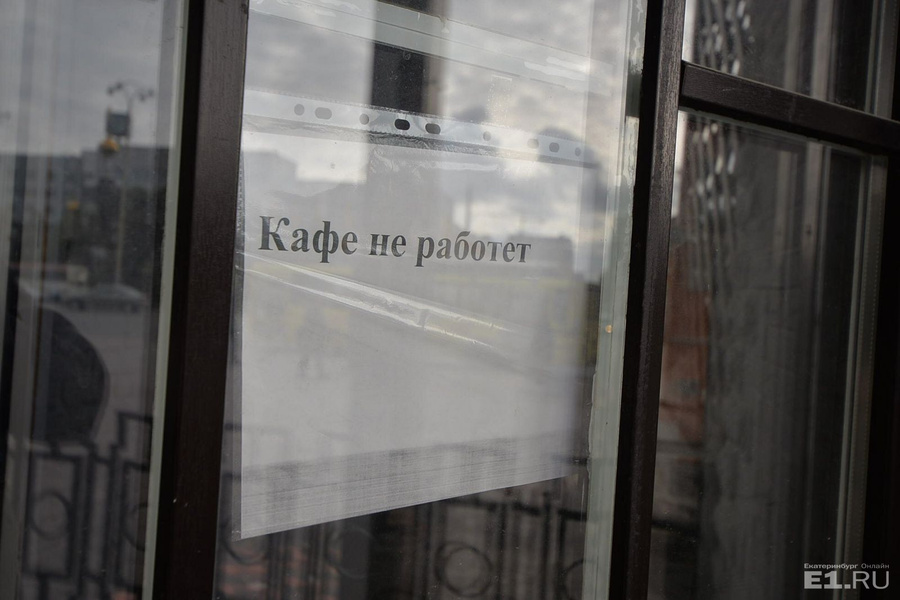 Кафе не работет
Екатеринбург Онлайн
E1.RU